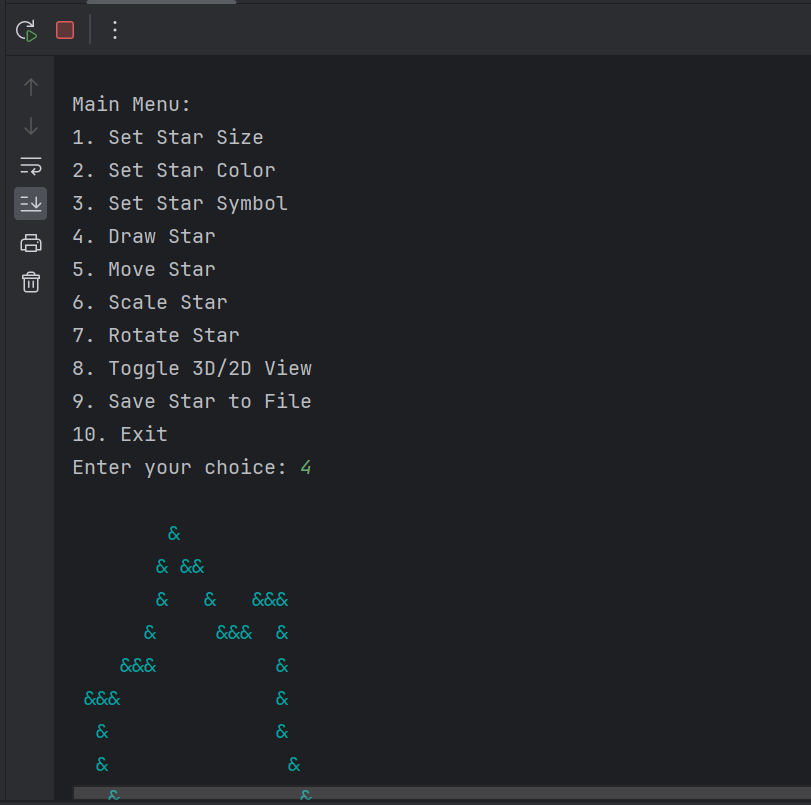 Main Menu:
1. Set Star Size
2. Set Star Color
3. Set Star Symbol
4. Draw Star
5. Move Star
6. Scale Star
7. Rotate Star
8. Toggle 3D/2D View
9. Save Star to File
10. Exit
Enter your choice: 4
        &
       & &&
       &   &   &&&
      &     &&&  &
    &&&          &
 &&&             &
  &              &
  &               &
   &               &